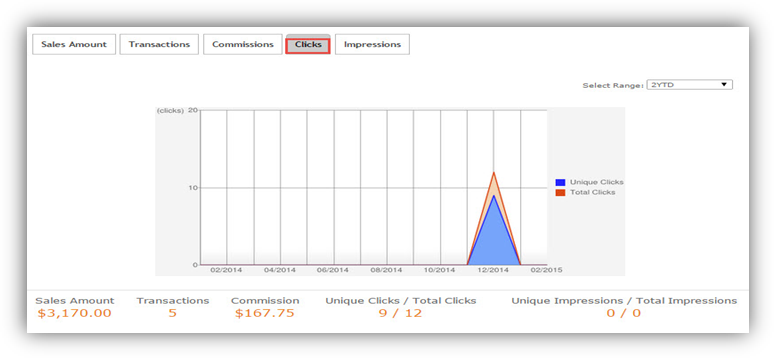 Sales Amount Transactions Commissions Clicks Impressions
Select Range: 2YTD
(clicks) 20
10
0
Unique Clicks
Total Clicks
02/2014 04/2014 06/2014 08/2014 10/2014 12/2014 02/2015
Sales Amount Transactions Commission Unique Clicks / Total Clicks Unique Impressions / Total Impressions
$3,170.00 5 $167.75 9 / 12 0 / 0